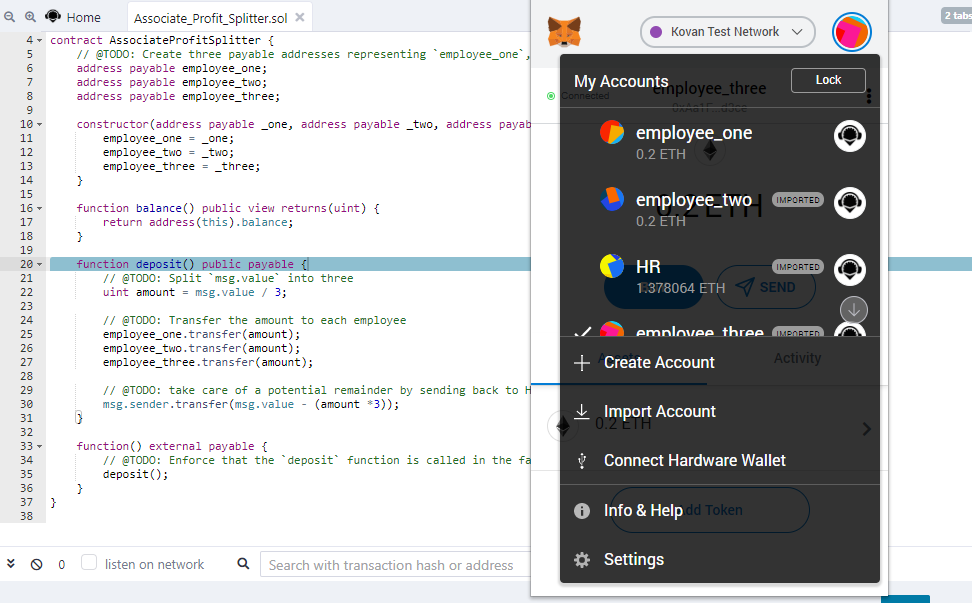 Home
Associate_Profit_Splitter.sol
2 tabs
4 contract AssociateProfitSplitter {
5 // @TODO: Create three payable addresses representing `employee_one`,
6 address payable employee_one;
7 address payable employee_two;
8 address payable employee_three;
9
10 constructor(address payable _one, address payable _two, address payab
11 employee_one = _one;
12 employee_two = _two;
13 employee_three = _three;
14 }
15
16 function balance() public view returns(uint) {
17 return address(this).balance;
18 }
19
20 function deposit() public payable {
21 // @TODO: Split `msg.value` into three
22 uint amount = msg.value / 3;
23
24 // @TODO: Transfer the amount to each employee
25 employee_one.transfer(amount);
26 employee_two.transfer(amount);
27 employee_three.transfer(amount);
28
29 // @TODO: take care of a potential remainder by sending back to H
30 msg.sender.transfer(msg.value - (amount *3));
31 }
32
33 function() external payable {
34 // @TODO: Enforce that the `deposit` function is called in the fa
35 deposit();
36 }
37 }
38
0 listen on network
Search with transaction hash or address
Kovan Test Network
My Accounts
Lock
Connected
employee_three
employee_one
0.2 ETH
employee_two IMPORTED
0.2 ETH
0.2 ETH
HR IMPORTED
1.378064 ETH
SEND
employee_three IMPORTED
Activity
Create Account
Import Account
0.2 ETH
Connect Hardware Wallet
Info & Help
Add Token
Settings